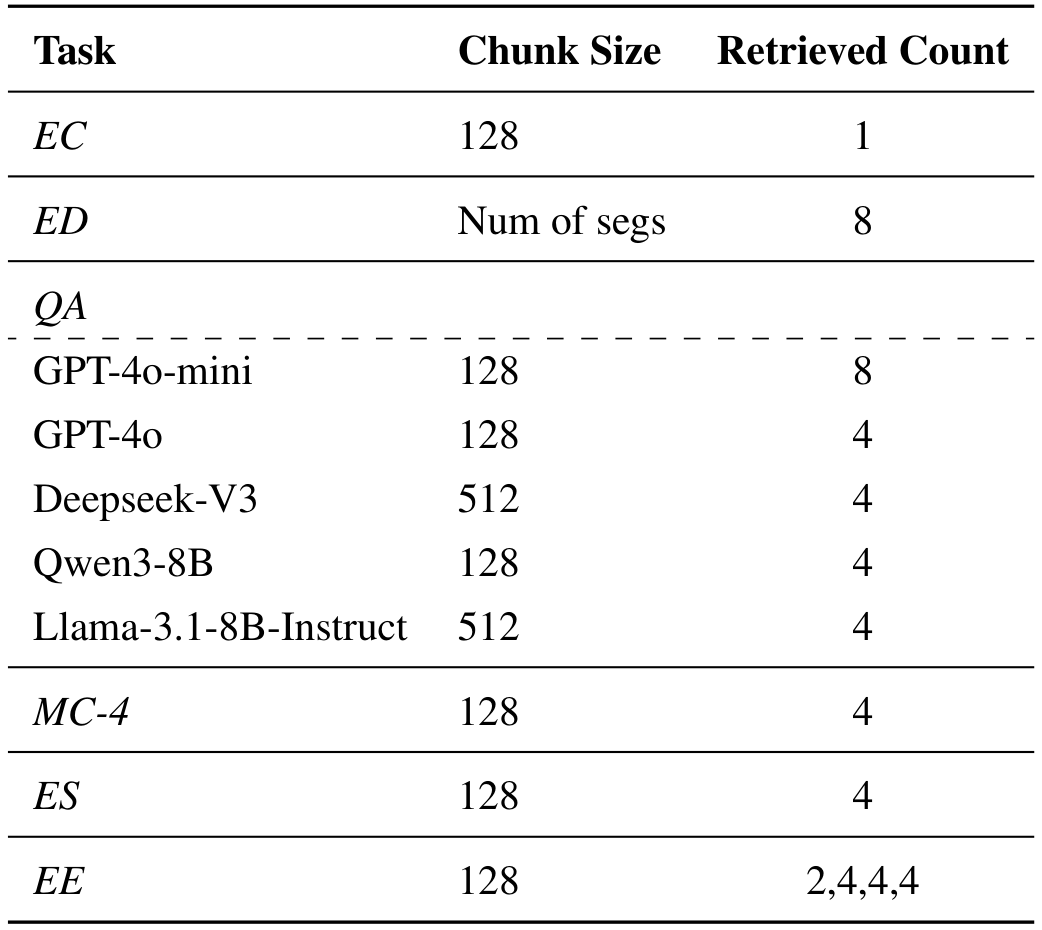 Task Chunk Size Retrieved Count
EC 128 1
ED Num of segs 8
QA
GPT-4o-mini 128 8
GPT-4o 128 4
Deepseek-V3 512 4
Qwen3-8B 128 4
Llama-3.1-8B-Instruct 512 4
MC-4 128 4
ES 128 4
EE 128 2,4,4,4